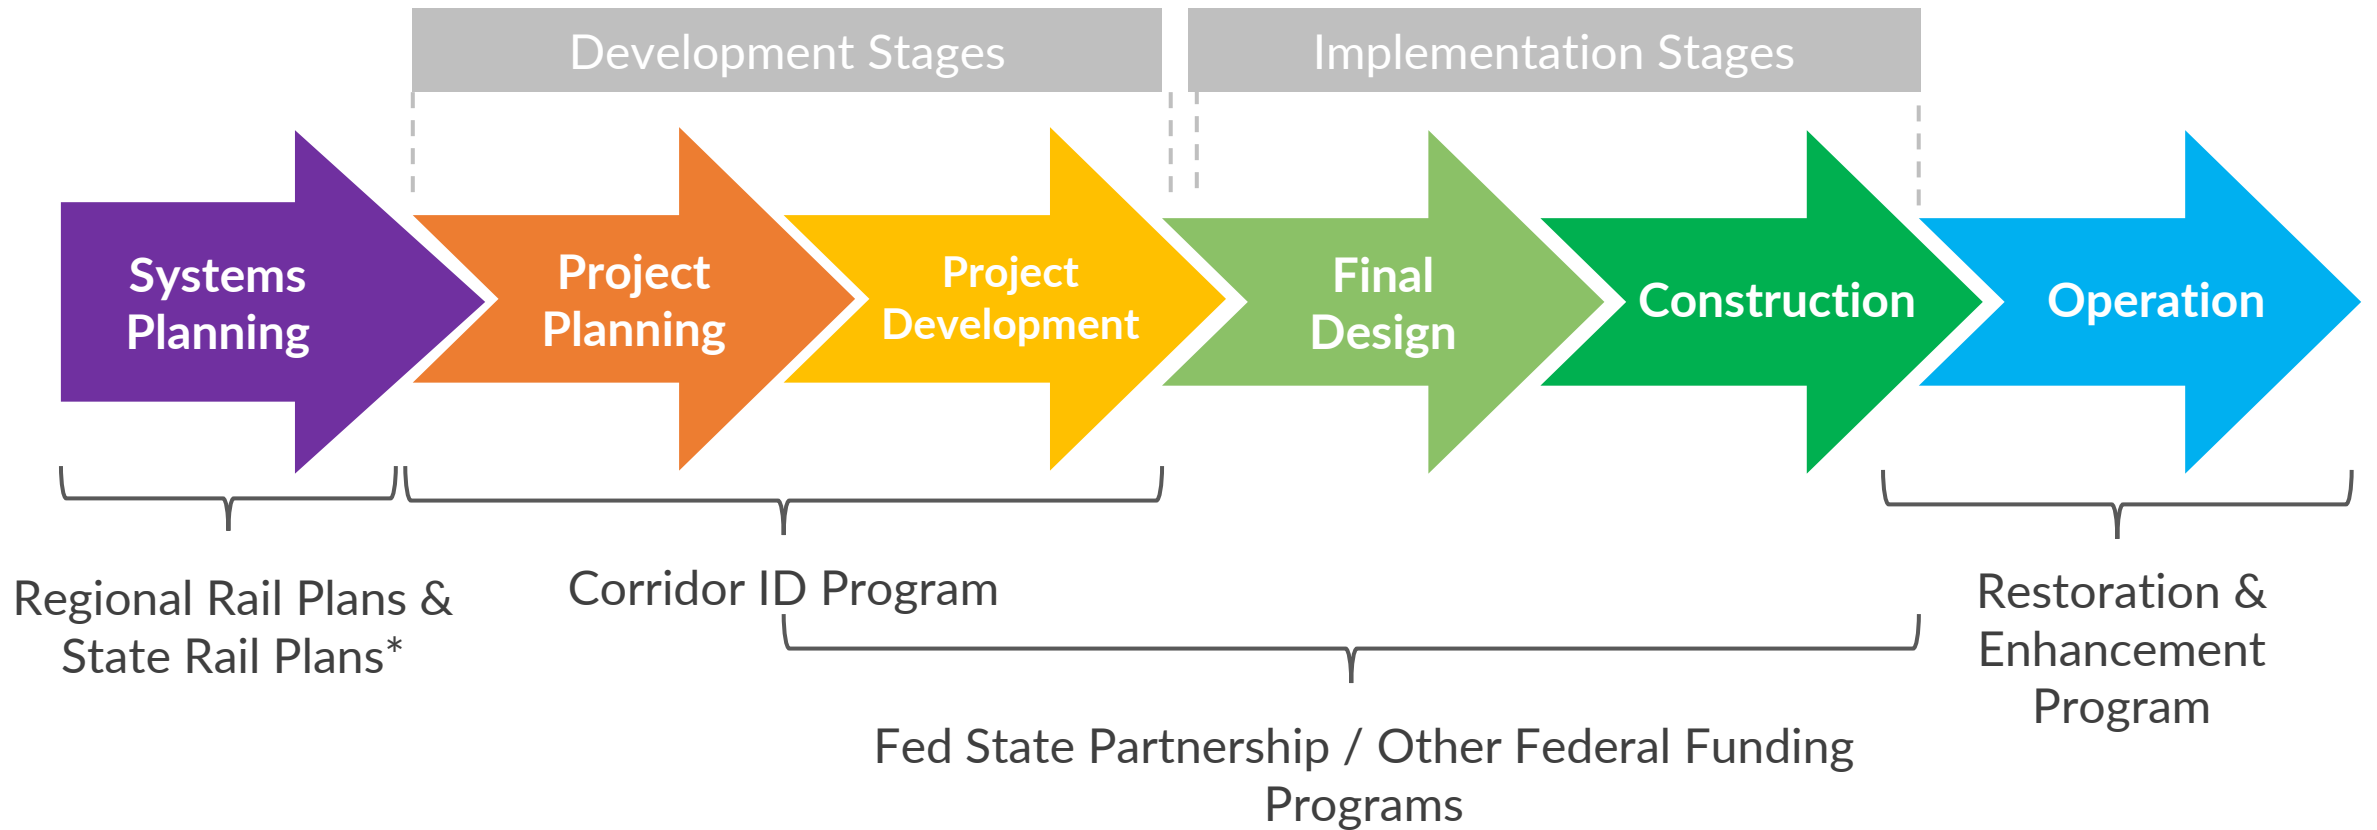 Development Stages
Implementation Stages
Systems
Planning
Project
Planning
Project
Development
Final
Design
Construction
Operation
Regional Rail Plans &
State Rail Plans*
Corridor ID Program
Fed State Partnership / Other Federal Funding
Programs
Restoration &
Enhancement
Program